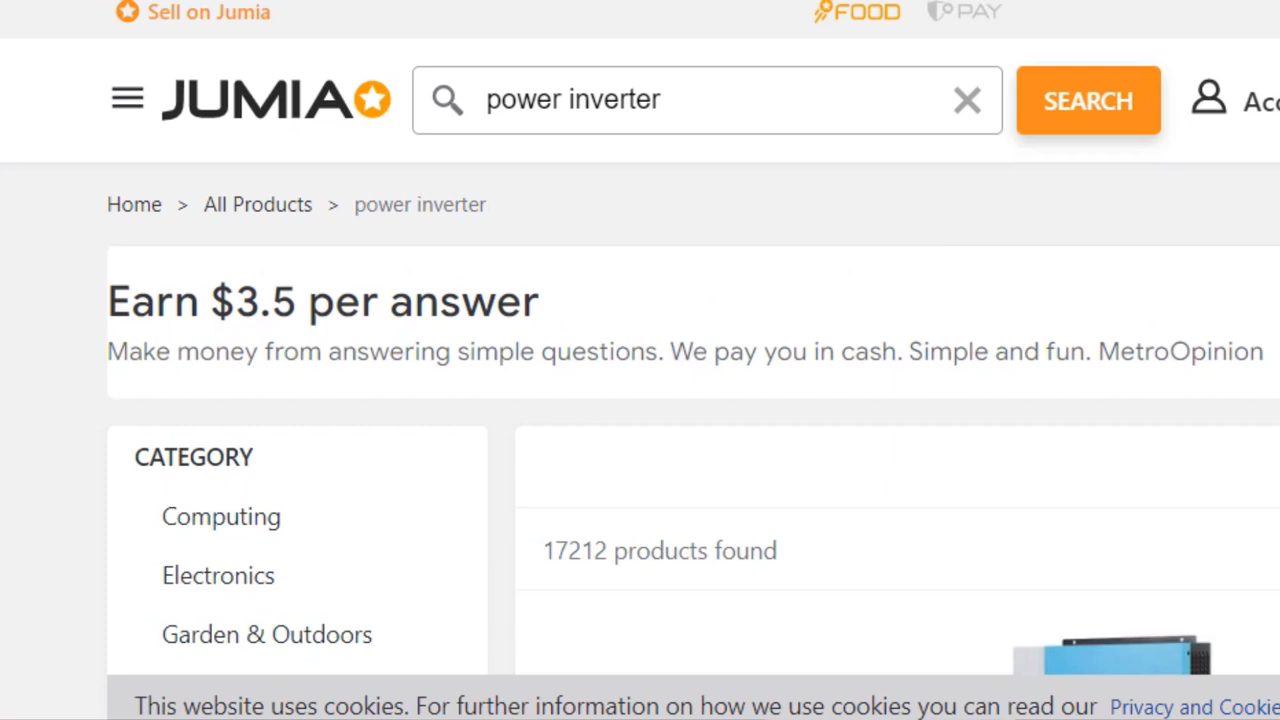 Sell on Jumia
FOOD
PAY
JUMIA
power inverter
SEARCH
Acc
Home > All Products > power inverter
Earn $3.5 per answer
Make money from answering simple questions. We pay you in cash. Simple and fun. MetroOpinion
CATEGORY
Computing
17212 products found
Electronics
Garden & Outdoors
This website uses cookies. For further information on how we use cookies you can read our Privacy and Cookie